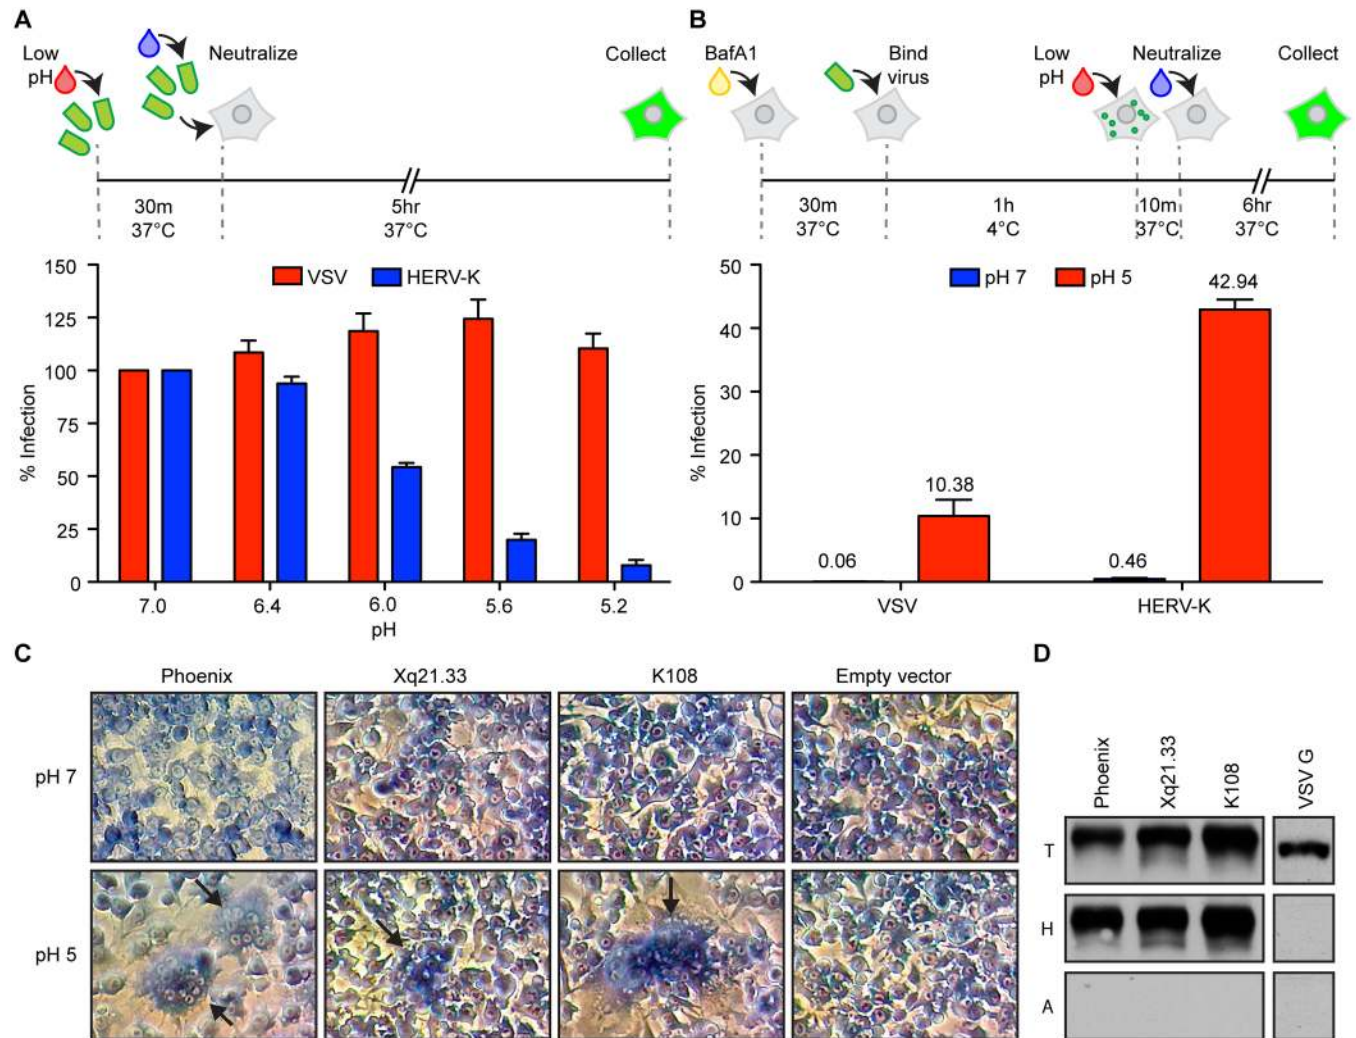 A
Low
pH
Neutralize
Collect
30m
37°C
5hr
37°C
VSV
HERV-K
150
125
100
75
50
25
0
% Infection
7.0
6.4
6.0
5.6
5.2
pH
B
BafA1
Bind
virus
Low
pH
Neutralize
Collect
30m
37°C
1h
4°C
10m
37°C
6hr
37°C
pH 7
pH 5
50
40
30
20
10
0
% Infection
0.06
10.38
0.46
42.94
VSV
HERV-K
C
Phoenix
Xq21.33
K108
Empty vector
pH 7
pH 5
D
Phoenix
Xq21.33
K108
VSV G
T
H
A